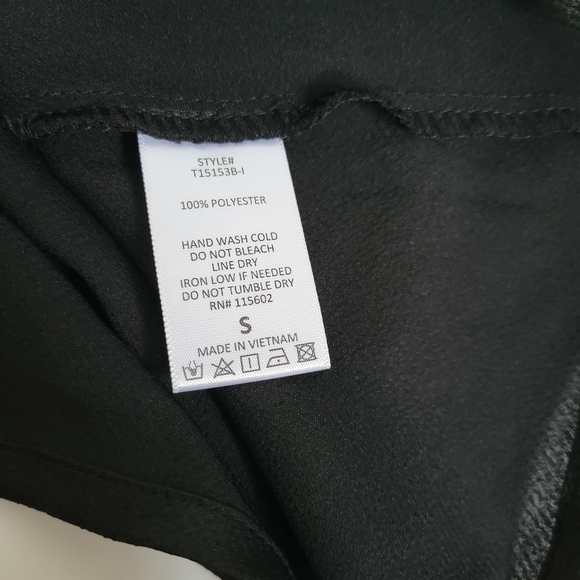 STYLE#
T15153B-I
100% POLYESTER
HAND WASH COLD
DO NOT BLEACH
LINE DRY
IRON LOW IF NEEDED
DO NOT TUMBLE DRY
RN# 115602
S
MADE IN VIETNAM